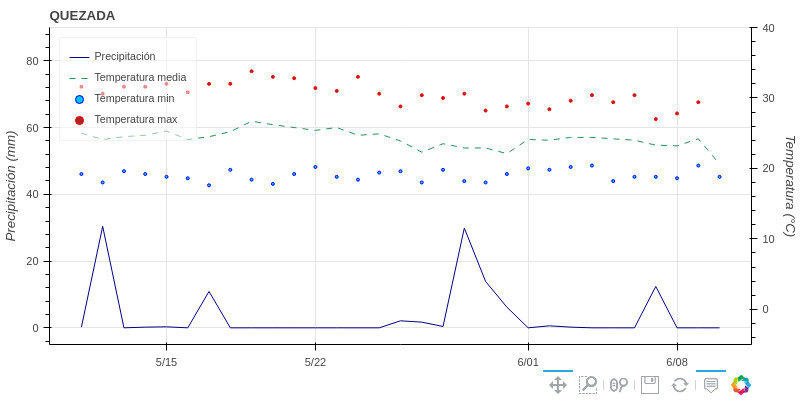 QUEZADA
Precipitación
Temperatura media
Temperatura min
Temperatura max
Precipitación (mm)
80
60
40
20
0
40
30
20
10
0
Temperatura (°C)
5/15
5/22
6/01
6/08